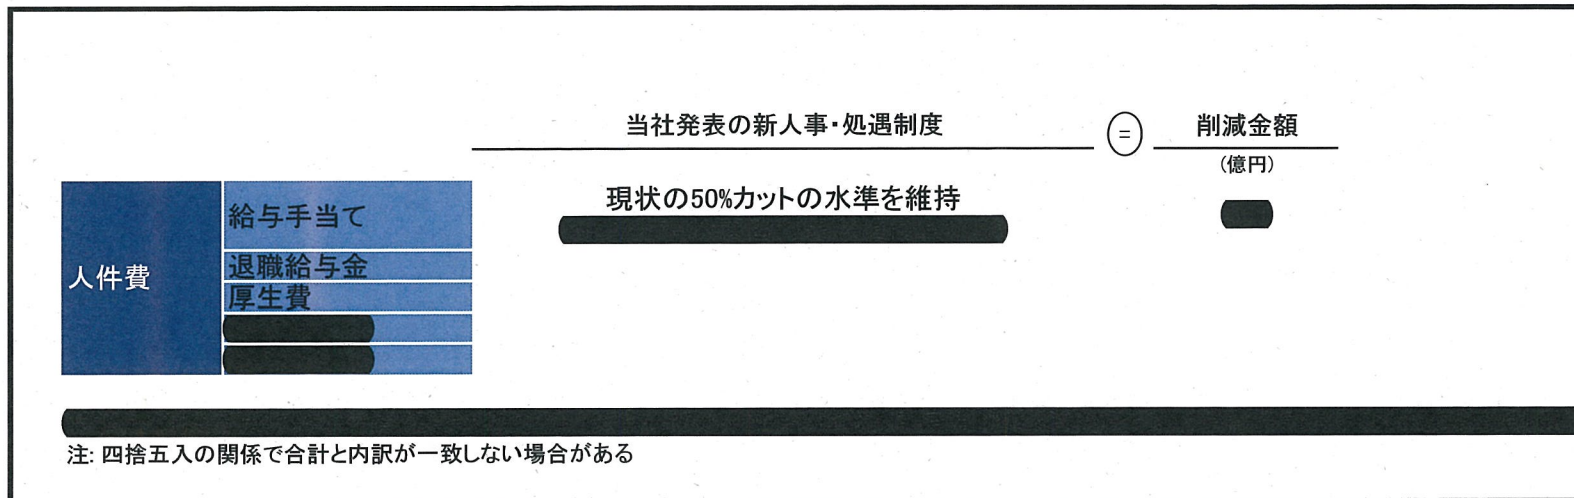 当社発表の新人事・処遇制度
=
削減金額
(億円)
現状の50%カットの水準を維持
人件費
給与手当て
退職給与金
厚生費
注: 四捨五入の関係で合計と内訳が一致しない場合がある